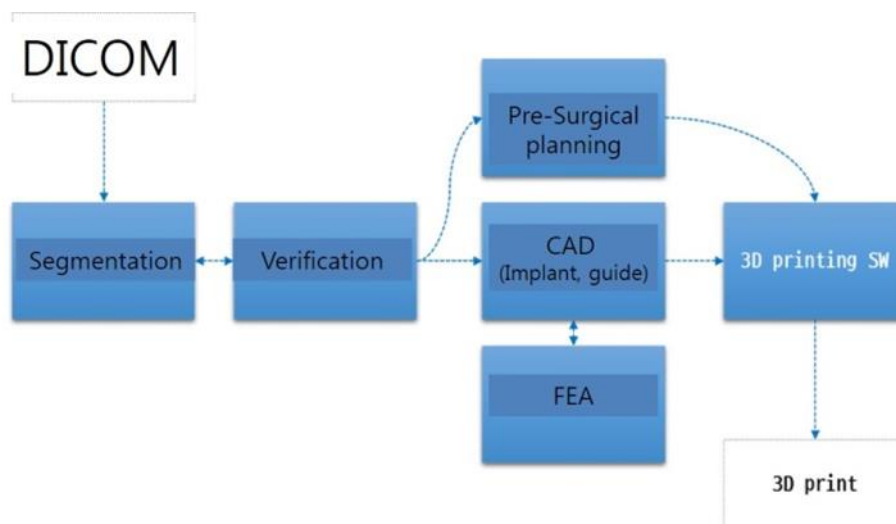 DICOM
Pre-Surgical
planning
Segmentation
Verification
CAD
(Implant, guide)
3D printing SW
FEA
3D print